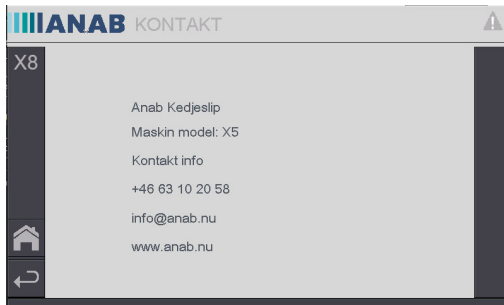 ANAB KONTAKT
X8
Anab Kedjeslip
Maskin model: X5
Kontakt info
+46 63 10 20 58
info@anab.nu
www.anab.nu